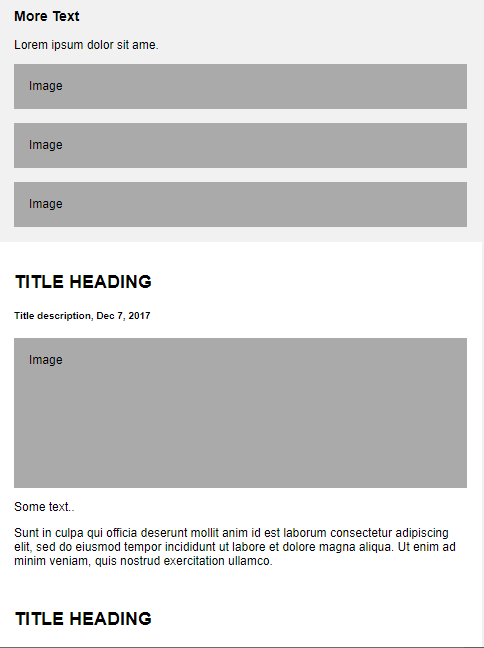 More Text
Lorem ipsum dolor sit ame.
Image
Image
Image
TITLE HEADING
Title description, Dec 7, 2017
Image
Some text..
Sunt in culpa qui officia deserunt mollit anim id est laborum consectetur adipiscing
elit, sed do eiusmod tempor incididunt ut labore et dolore magna aliqua. Ut enim ad
minim veniam, quis nostrud exercitation ullamco.
TITLE HEADING